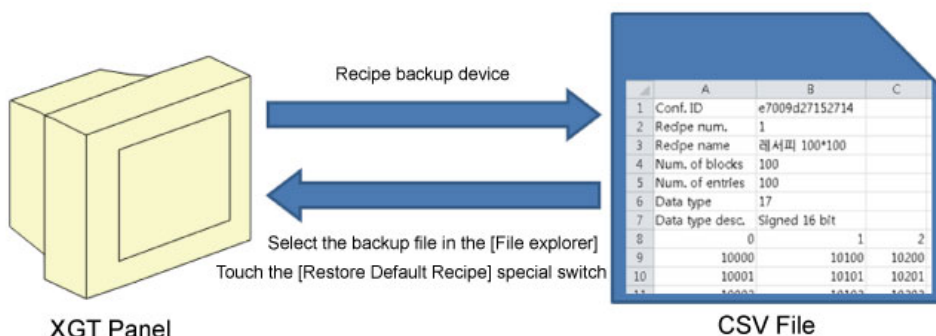 Recipe backup device
Select the backup file in the [File explorer]
Touch the [Restore Default Recipe] special switch
XGT Panel
A B C
1 Conf. ID e7009d27152714
2 Recipe num. 1
3 Recipe name 레서피 100*100
4 Num. of blocks 100
5 Num. of entries 100
6 Data type 17
7 Data type desc. Signed 16 bit
8 0 1 2
9 10000 10100 10200
10 10001 10101 10201
CSV File